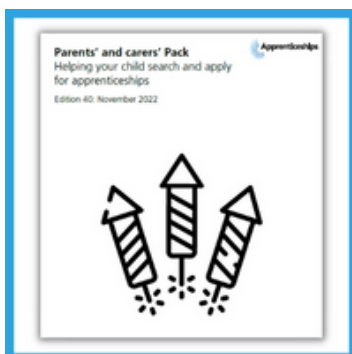 Parents' and carers' Pack
Apprenticeships
Helping your child search and apply
for apprenticeships
Edition 40: November 2022